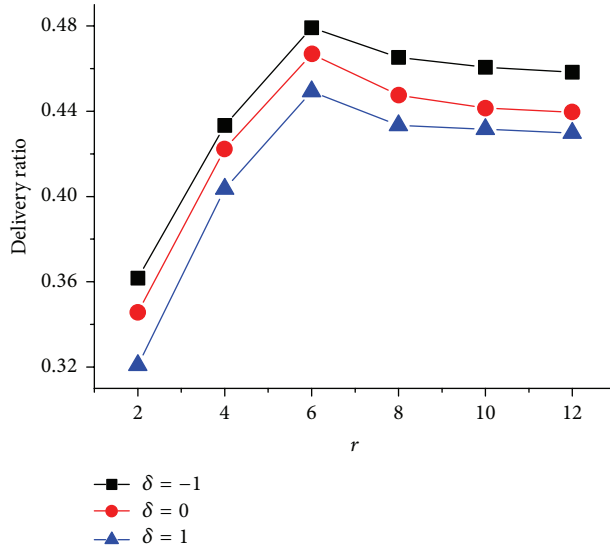 0.48
0.44
0.40
0.36
0.32
Delivery ratio
2 4 6 8 10 12
r
δ = −1
δ = 0
δ = 1